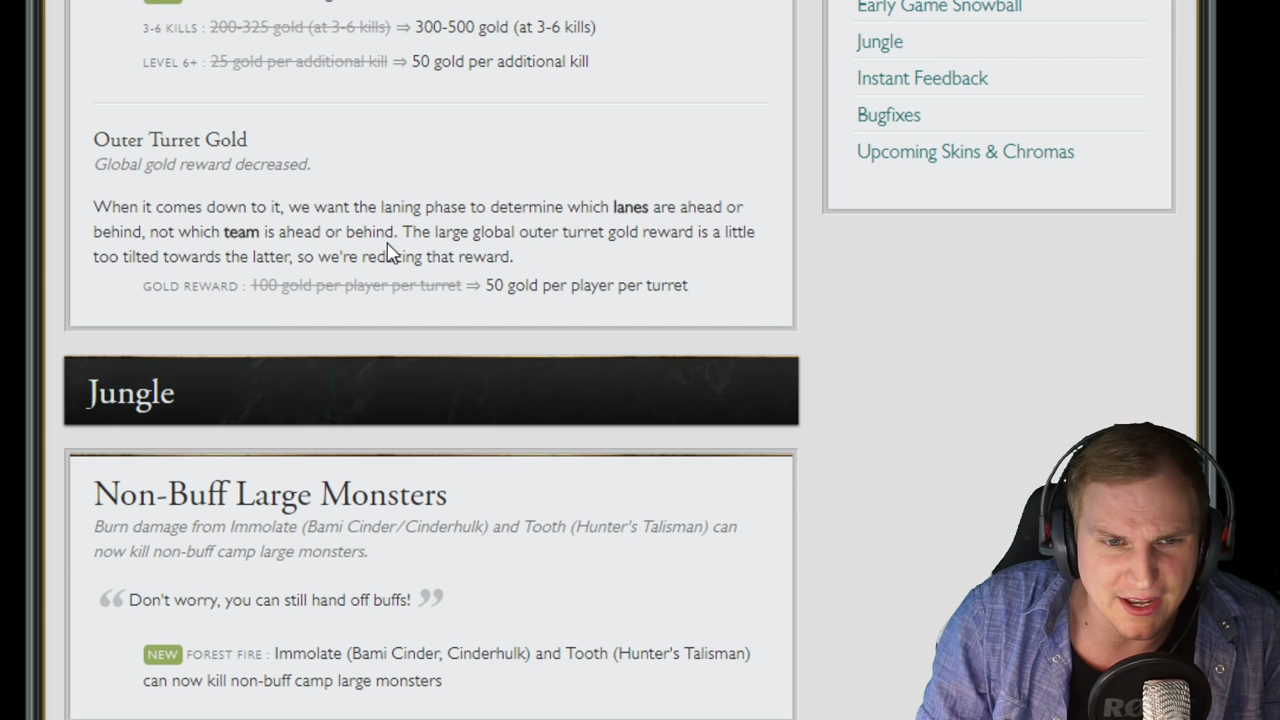 3-6 KILLS : 200-325 gold (at 3-6 kills) ⇒ 300-500 gold (at 3-6 kills)
LEVEL 6+ : 25 gold per additional kill ⇒ 50 gold per additional kill
Outer Turret Gold
Global gold reward decreased.
When it comes down to it, we want the laning phase to determine which lanes are ahead or
behind, not which team is ahead or behind. The large global outer turret gold reward is a little
too tilted towards the latter, so we're reducing that reward.
GOLD REWARD : 100 gold per player per turret ⇒ 50 gold per player per turret
Jungle
Non-Buff Large Monsters
Burn damage from Immolate (Bami Cinder/Cinderhulk) and Tooth (Hunter's Talisman) can
now kill non-buff camp large monsters.
“ Don't worry, you can still hand off buffs! ”
NEW FOREST FIRE : Immolate (Bami Cinder, Cinderhulk) and Tooth (Hunter's Talisman)
can now kill non-buff camp large monsters
Early Game Snowball
Jungle
Instant Feedback
Bugfixes
Upcoming Skins & Chromas